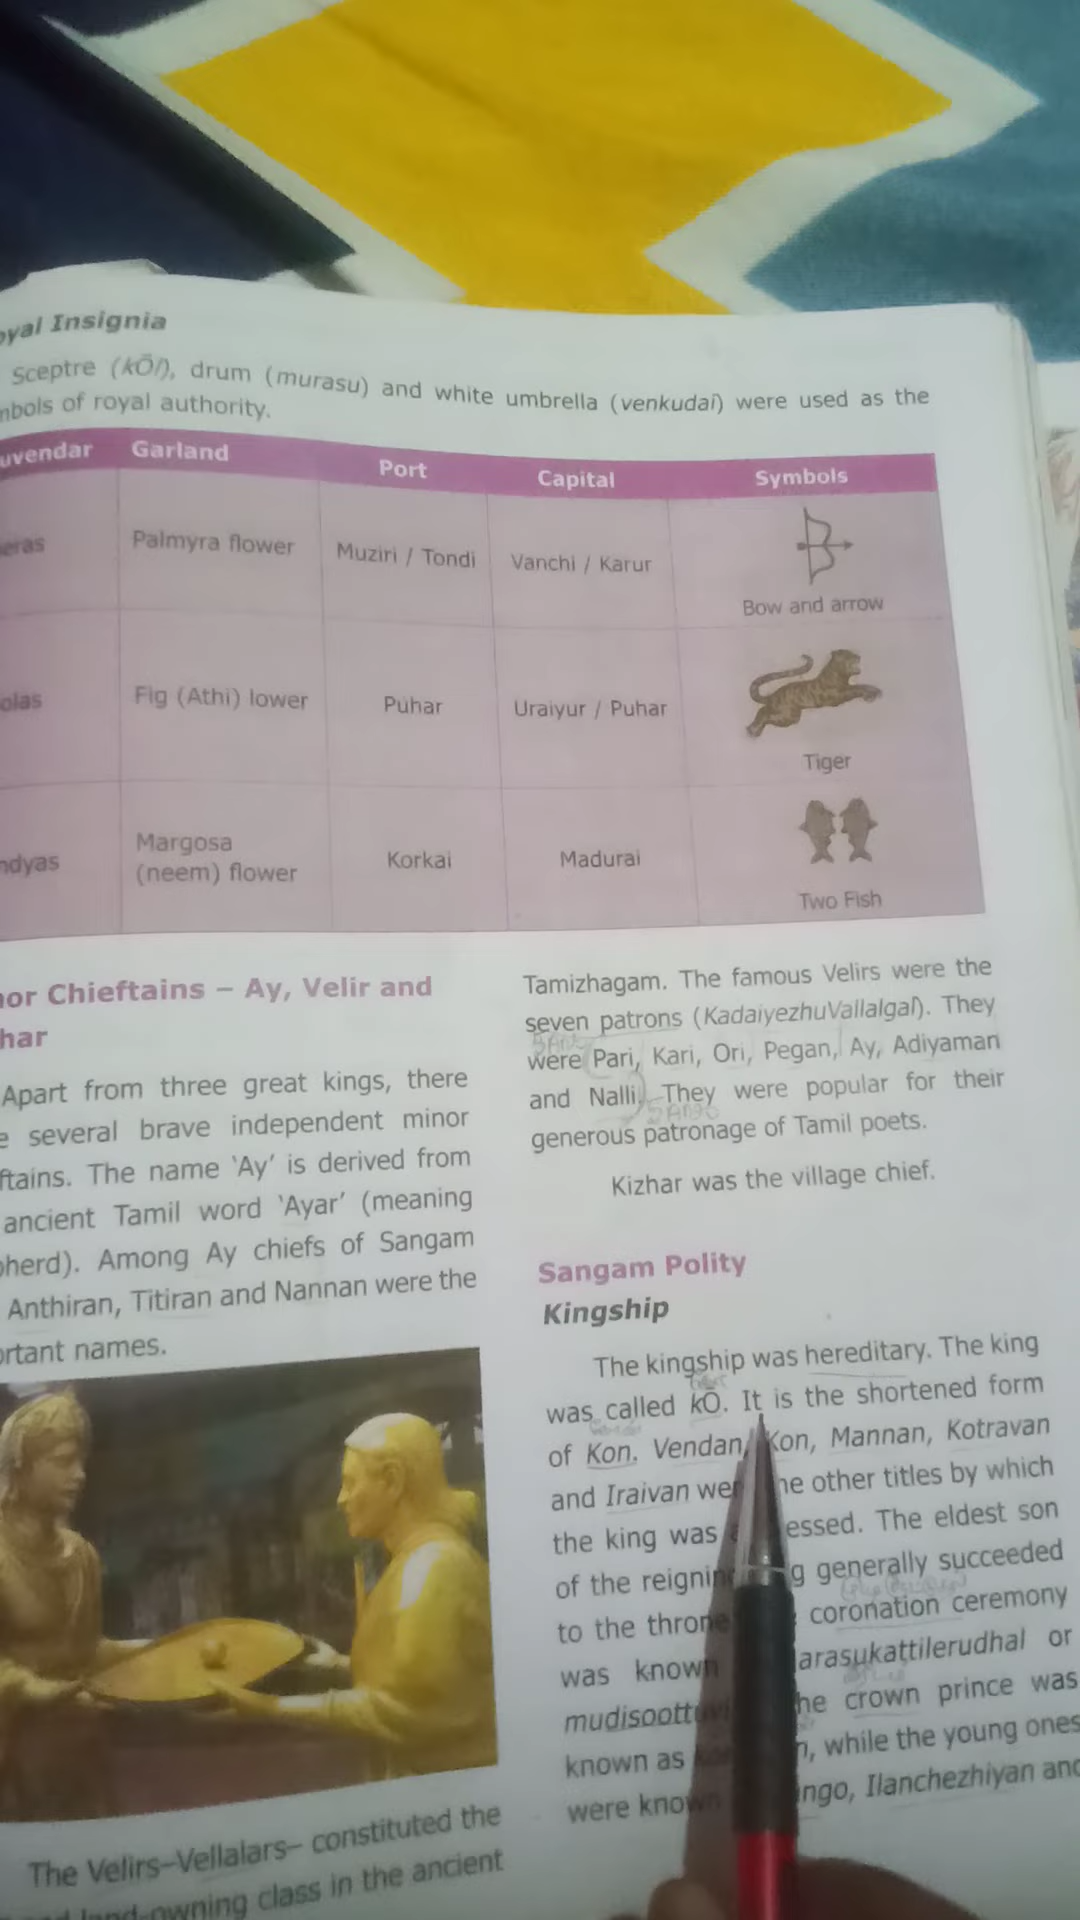 oyal Insignia
Sceptre (kŌl), drum (murasu) and white umbrella (venkudai) were used as the
mbols of royal authority.
uvendar Garland Port Capital Symbols
eras Palmyra flower Muziri / Tondi Vanchi / Karur
Bow and arrow
olas Fig (Athi) lower Puhar Uraiyur / Puhar
Tiger
ndyas Margosa
(neem) flower Korkai Madurai
Two Fish
nor Chieftains – Ay, Velir and
har
Apart from three great kings, there
e several brave independent minor
ftains. The name ‘Ay’ is derived from
ancient Tamil word ‘Ayar’ (meaning
pherd). Among Ay chiefs of Sangam
Anthiran, Titiran and Nannan were the
ortant names.
The Velirs–Vellalars– constituted the
land-owning class in the ancient
Tamizhagam. The famous Velirs were the
seven patrons (KadaiyezhuVallalgal). They
were Pari, Kari, Ori, Pegan, Ay, Adiyaman
and Nalli. They were popular for their
generous patronage of Tamil poets.
Kizhar was the village chief.
Sangam Polity
Kingship
The kingship was hereditary. The king
was called kŌ. It is the shortened form
of Kon. Vendan, Kon, Mannan, Kotravan
and Iraivan we he other titles by which
the king was essed. The eldest son
of the reignin g generally succeeded
to the throne coronation ceremony
was known arasukattilerudhal or
mudisoottu he crown prince was
known as n, while the young ones
were know ngo, Ilanchezhiyan and